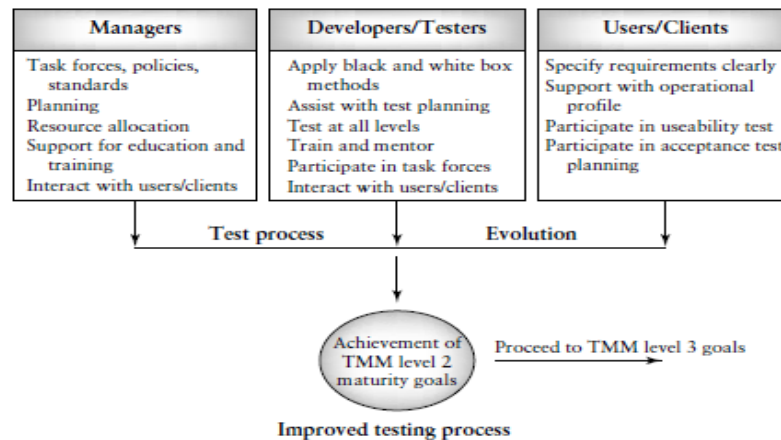 Managers
Task forces, policies,
standards
Planning
Resource allocation
Support for education and
training
Interact with users/clients
Developers/Testers
Apply black and white box
methods
Assist with test planning
Test at all levels
Train and mentor
Participate in task forces
Interact with users/clients
Users/Clients
Specify requirements clearly
Support with operational
profile
Participate in useability test
Participate in acceptance test
planning
Test process
Evolution
Achievement of
TMM level 2
maturity goals
Proceed to TMM level 3 goals
Improved testing process